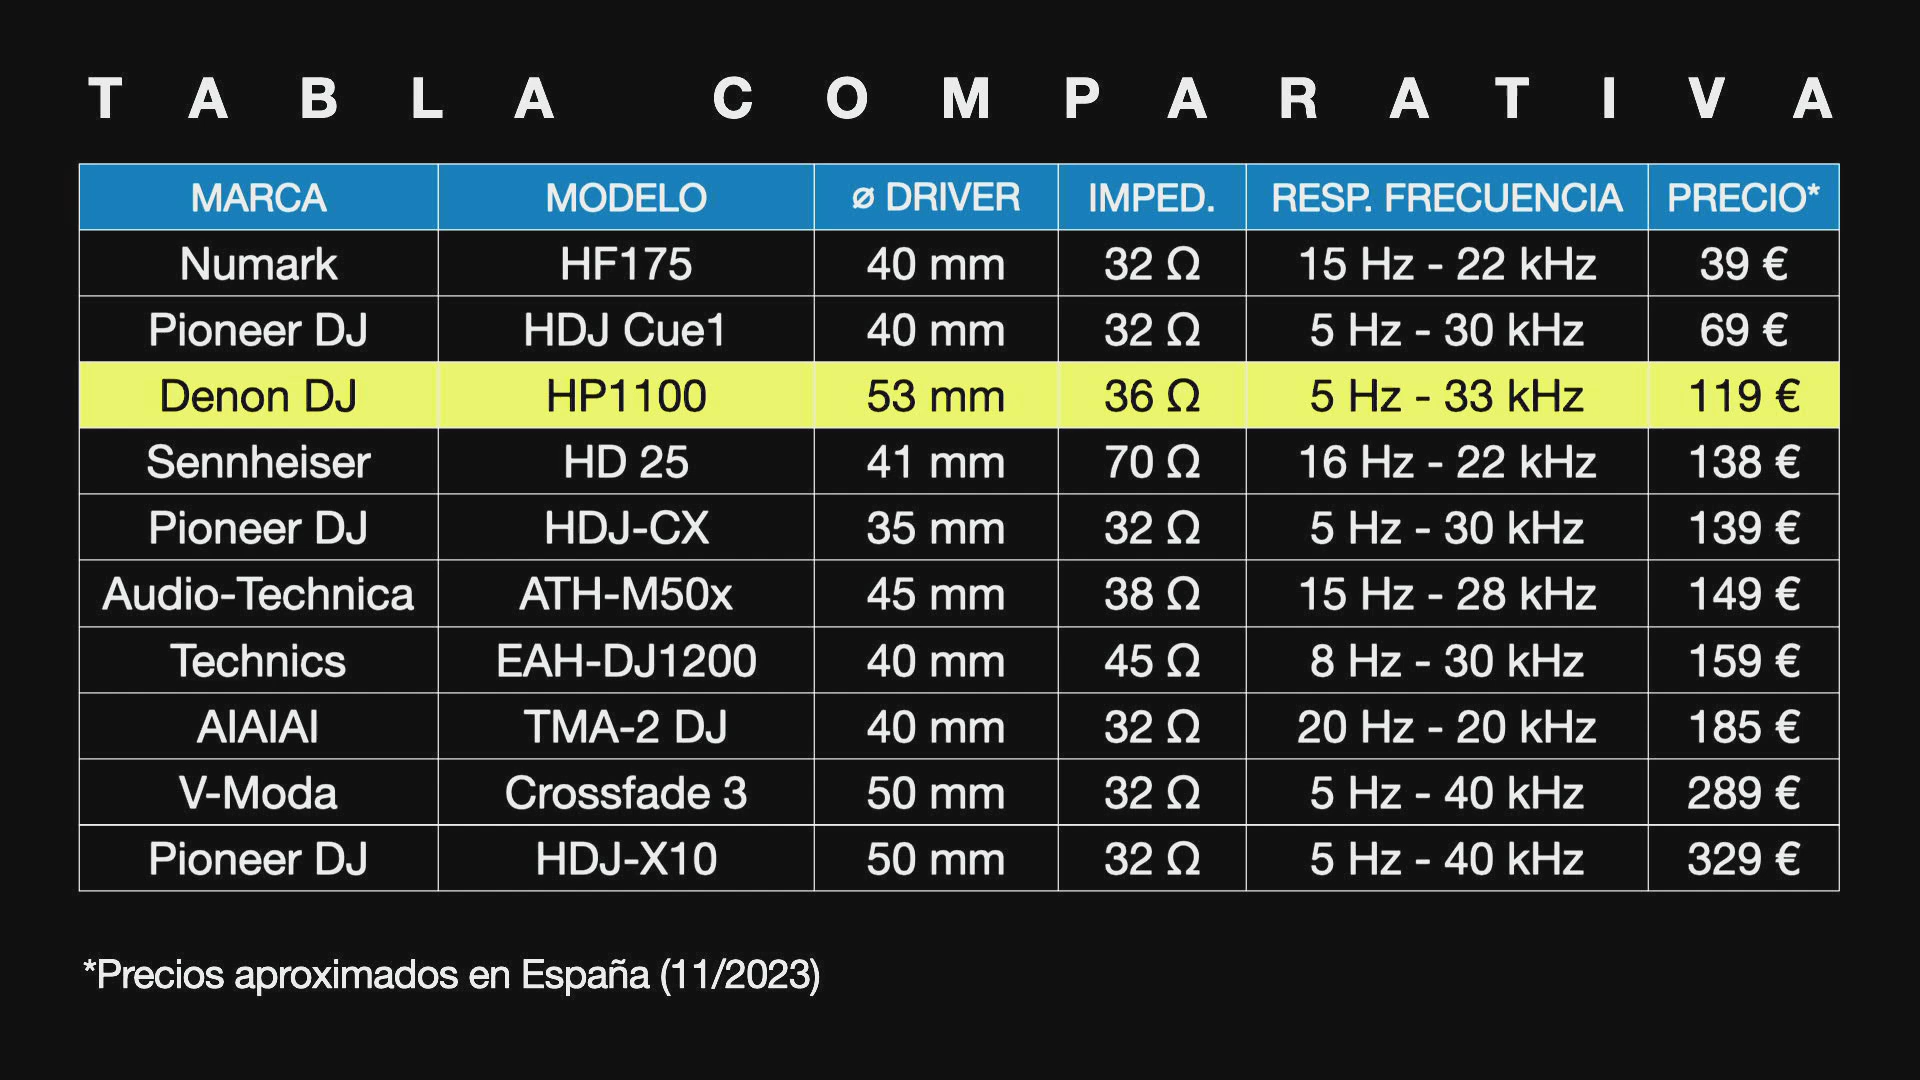 TABLA COMPARATIVA
MARCA MODELO ø DRIVER IMPED. RESP. FRECUENCIA PRECIO*
Numark HF175 40 mm 32 Ω 15 Hz - 22 kHz 39 €
Pioneer DJ HDJ Cue1 40 mm 32 Ω 5 Hz - 30 kHz 69 €
Denon DJ HP1100 53 mm 36 Ω 5 Hz - 33 kHz 119 €
Sennheiser HD 25 41 mm 70 Ω 16 Hz - 22 kHz 138 €
Pioneer DJ HDJ-CX 35 mm 32 Ω 5 Hz - 30 kHz 139 €
Audio-Technica ATH-M50x 45 mm 38 Ω 15 Hz - 28 kHz 149 €
Technics EAH-DJ1200 40 mm 45 Ω 8 Hz - 30 kHz 159 €
AIAIAI TMA-2 DJ 40 mm 32 Ω 20 Hz - 20 kHz 185 €
V-Moda Crossfade 3 50 mm 32 Ω 5 Hz - 40 kHz 289 €
Pioneer DJ HDJ-X10 50 mm 32 Ω 5 Hz - 40 kHz 329 €
*Precios aproximados en España (11/2023)